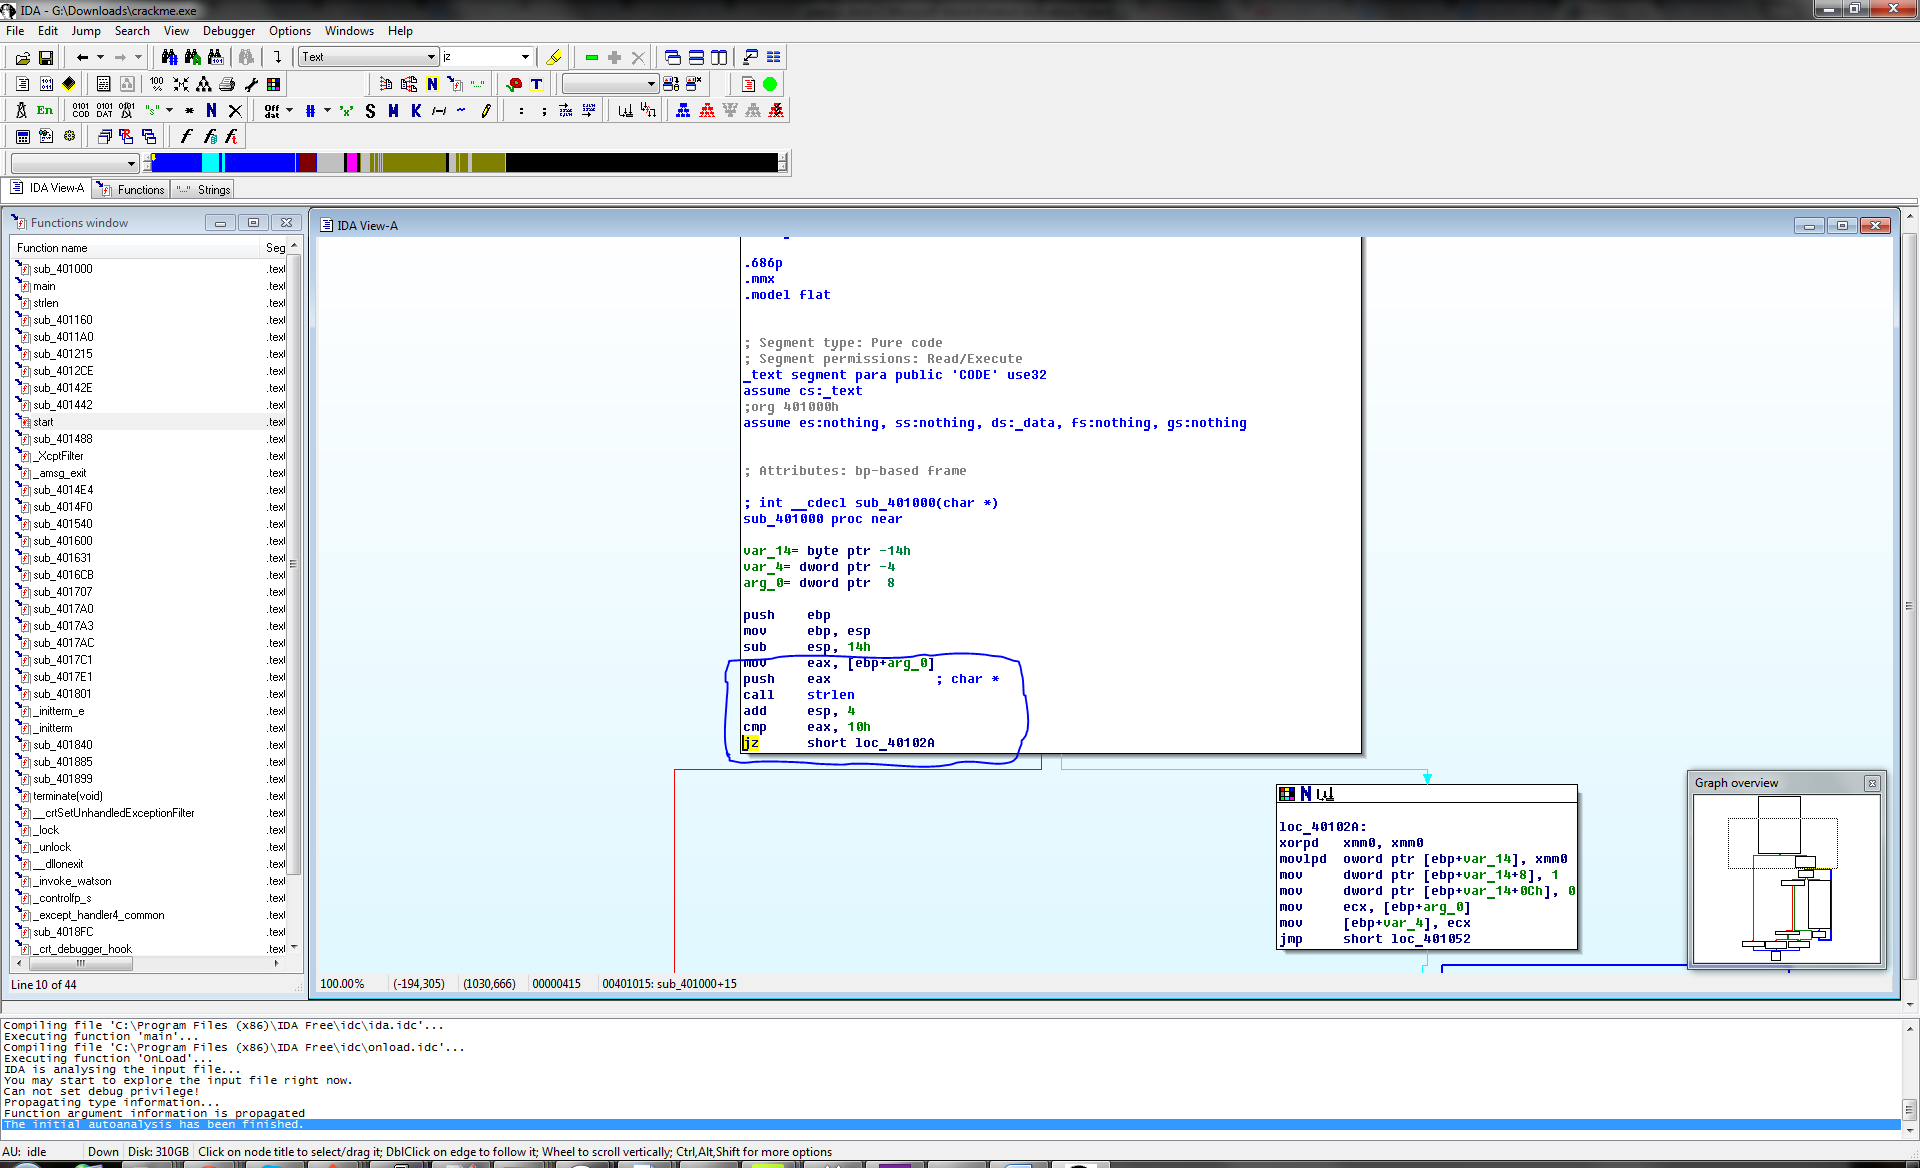 IDA - G:\Downloads\crackme.exe
File Edit Jump Search View Debugger Options Windows Help
Text jz
IDA View-A Functions Strings
Functions window
Function name Seg
sub_401000 .text
main .text
strlen .text
sub_401160 .text
sub_4011A0 .text
sub_401215 .text
sub_4012CE .text
sub_40142E .text
sub_401442 .text
start .text
sub_401488 .text
_XcptFilter .text
_amsg_exit .text
sub_4014E4 .text
sub_4014F0 .text
sub_401540 .text
sub_401600 .text
sub_401631 .text
sub_4016CB .text
sub_401707 .text
sub_4017A0 .text
sub_4017A3 .text
sub_4017AC .text
sub_4017C1 .text
sub_4017E1 .text
sub_401801 .text
_initterm_e .text
_initterm .text
sub_401840 .text
sub_401885 .text
sub_401899 .text
terminate(void) .text
__crtSetUnhandledExceptionFilter .text
_lock .text
_unlock .text
__dllonexit .text
_invoke_watson .text
_controlfp_s .text
_except_handler4_common .text
sub_4018FC .text
_crt_debugger_hook .text
Line 10 of 44
IDA View-A
.686p
.mmx
.model flat
; Segment type: Pure code
; Segment permissions: Read/Execute
_text segment para public 'CODE' use32
assume cs:_text
;org 401000h
assume es:nothing, ss:nothing, ds:_data, fs:nothing, gs:nothing
; Attributes: bp-based frame
; int __cdecl sub_401000(char *)
sub_401000 proc near
var_14= byte ptr -14h
var_4= dword ptr -4
arg_0= dword ptr 8
push ebp
mov ebp, esp
sub esp, 14h
mov eax, [ebp+arg_0]
push eax ; char *
call strlen
add esp, 4
cmp eax, 10h
jz short loc_40102A
loc_40102A:
xorpd xmm0, xmm0
movlpd oword ptr [ebp+var_14], xmm0
mov dword ptr [ebp+var_14+8], 1
mov dword ptr [ebp+var_14+0Ch], 0
mov ecx, [ebp+arg_0]
mov [ebp+var_4], ecx
jmp short loc_401052
Graph overview
100.00% (-194,305) (1030,666) 00000415 00401015: sub_401000+15
Compiling file 'C:\Program Files (x86)\IDA Free\idc\ida.idc'...
Executing function 'main'...
Compiling file 'C:\Program Files (x86)\IDA Free\idc\onload.idc'...
Executing function 'OnLoad'...
IDA is analysing the input file...
You may start to explore the input file right now.
Can not set debug privilege!
Propagating type information...
Function argument information is propagated
The initial autoanalysis has been finished.
AU: idle Down Disk: 310GB Click on node title to select/drag it; DblClick on edge to follow it; Wheel to scroll vertically; Ctrl,Alt,Shift for more options